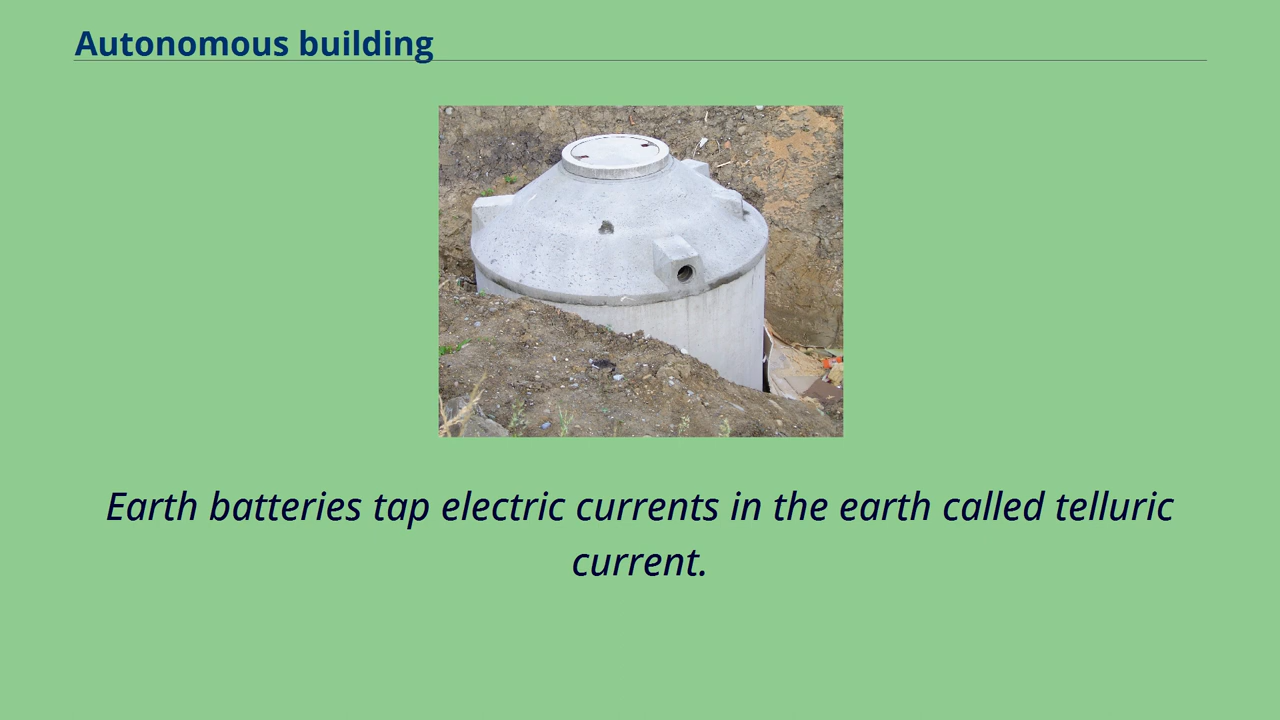 Autonomous building
Earth batteries tap electric currents in the earth called telluric
current.